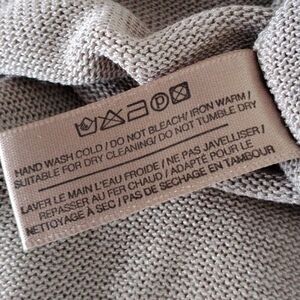 HAND WASH COLD / DO NOT BLEACH / IRON WARM /
SUITABLE FOR DRY CLEANING / DO NOT TUMBLE DRY
LAVER LE MAIN L'EAU FROIDE / NE PAS JAVELLISER /
REPASSER AU FER CHAUD / ADAPTÉ POUR LE
NETTOYAGE À SEC / PAS DE SECHAGE EN TAMBOUR